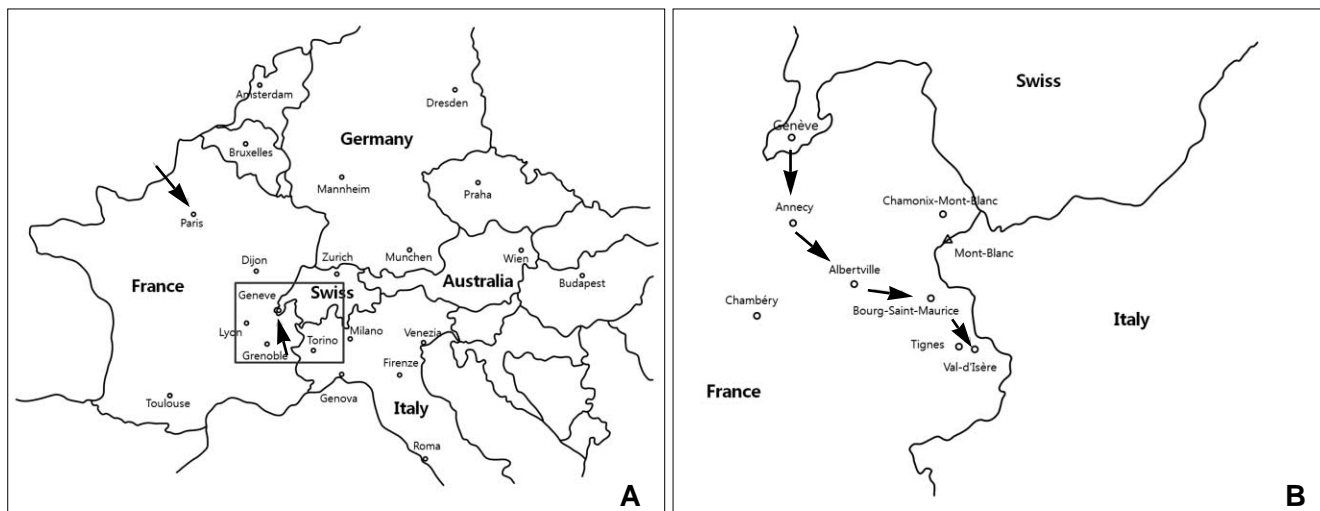 Amsterdam
Dresden
Germany
Bruxelles
Mannheim
Praha
Paris
Dijon
Zurich
Munchen
Wien
France
Geneve
Swiss
Australia
Budapest
Lyon
Torino
Milano
Venezia
Grenoble
Firenze
Toulouse
Genova
Italy
Roma
A
Swiss
Genève
Annecy
Chamonix-Mont-Blanc
Mont-Blanc
Albertville
Chambéry
Bourg-Saint-Maurice
Italy
Tignes
Val-d'Isère
France
B